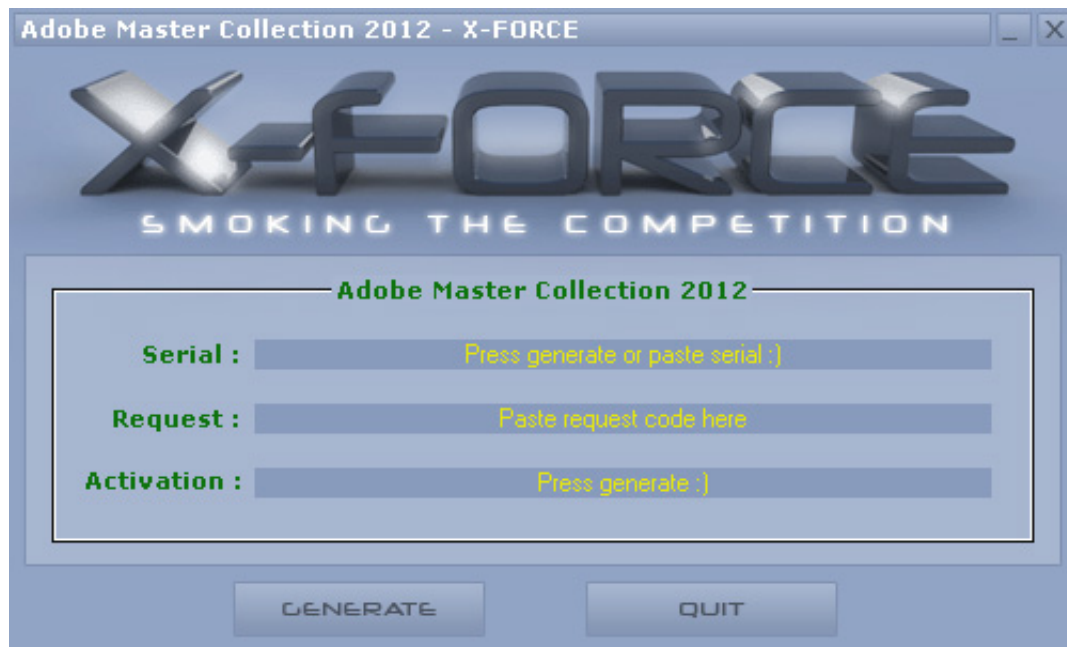 Adobe Master Collection 2012 - X-FORCE
X-FORCE
SMOKING THE COMPETITION
Adobe Master Collection 2012
Serial : Press generate or paste serial :)
Request : Paste request code here
Activation : Press generate :)
GENERATE QUIT